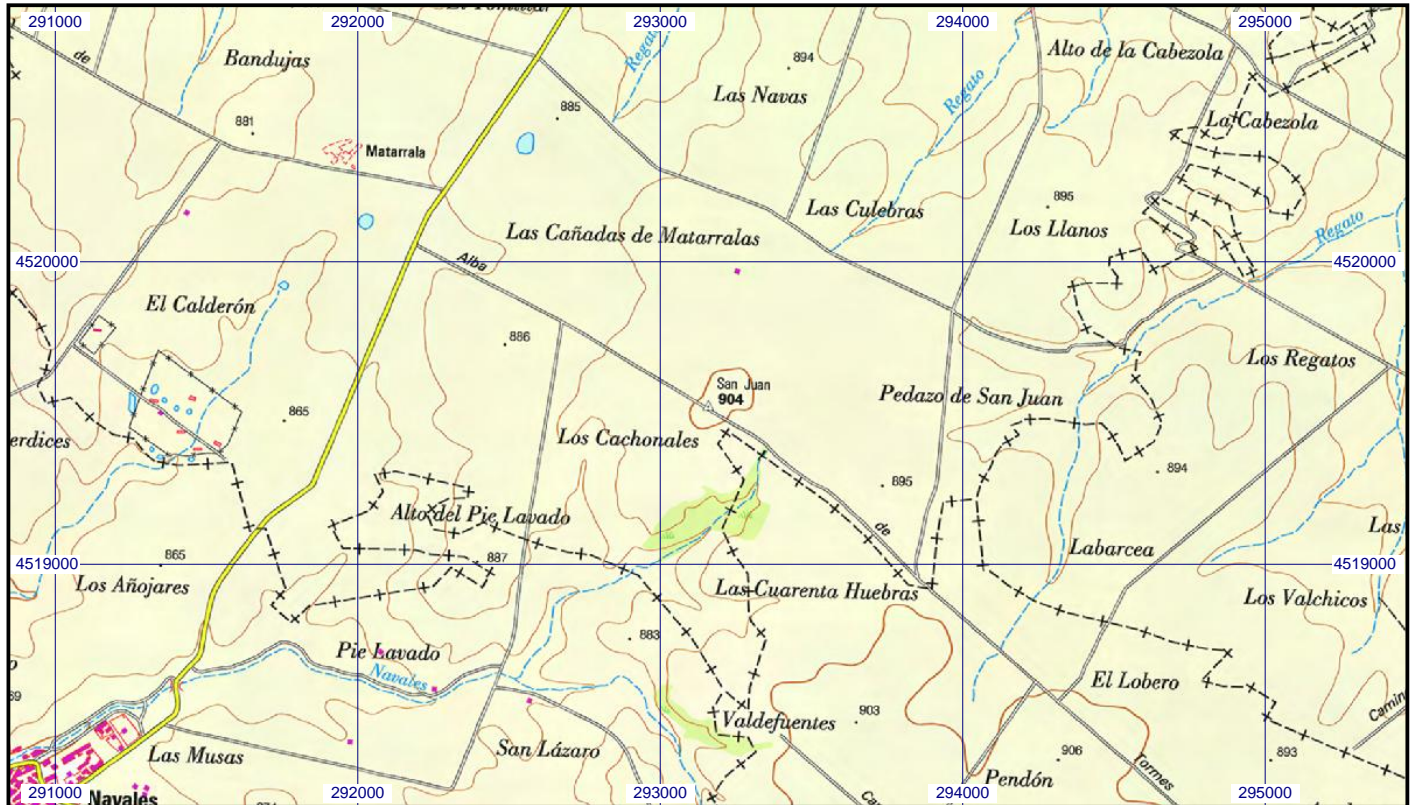 291000
292000
293000
294000
295000
de
Bandujas
Regato
894
Alto de la Cabezola
Las Navas
Regato
885
881
La Cabezola
Matarrala
895
Las Culebras
Los Llanos
Regato
Las Cañadas de Matarralas
4520000
Alba
4520000
El Calderón
886
Los Regatos
San Juan
904
Pedazo de San Juan
865
erdices
Los Cachonales
894
895
Alto del Pie Lavado
de
Las
865
887
Labarcea
4519000
4519000
Los Añojares
Las Cuarenta Huebras
Los Valchicos
883
Pie Lavado
Navales
El Lobero
903
Valdefuentes
Camin
Las Musas
San Lázaro
906
893
Tormes
Pendón
Navales
291000
292000
293000
294000
295000